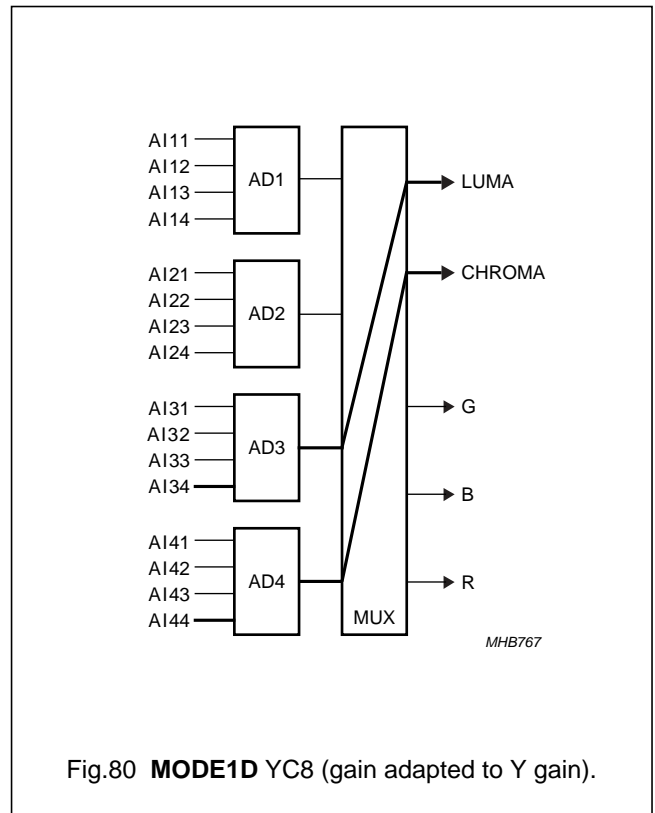 AI11
AI12
AI13
AI14
AD1
AI21
AI22
AI23
AI24
AD2
AI31
AI32
AI33
AI34
AD3
AI41
AI42
AI43
AI44
AD4
MUX
LUMA
CHROMA
G
B
R
MHB767
Fig.80 MODE1D YC8 (gain adapted to Y gain).